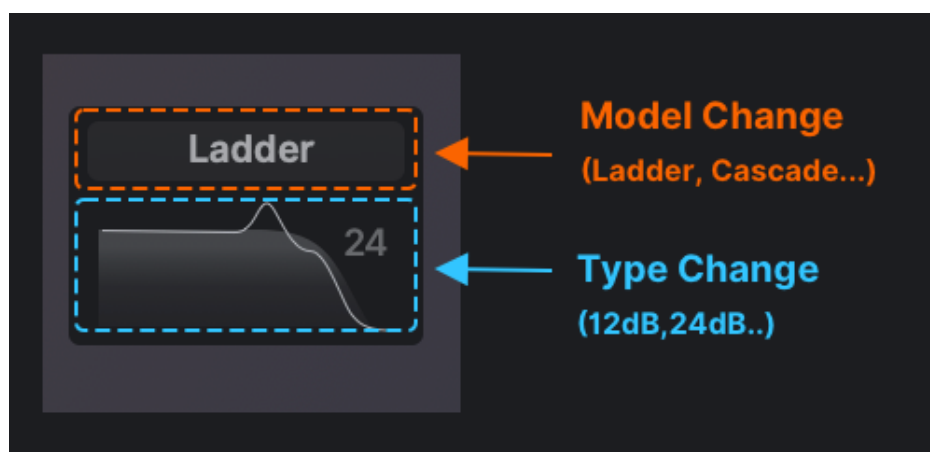 Ladder
24
Model Change
(Ladder, Cascade...)
Type Change
(12dB,24dB..)